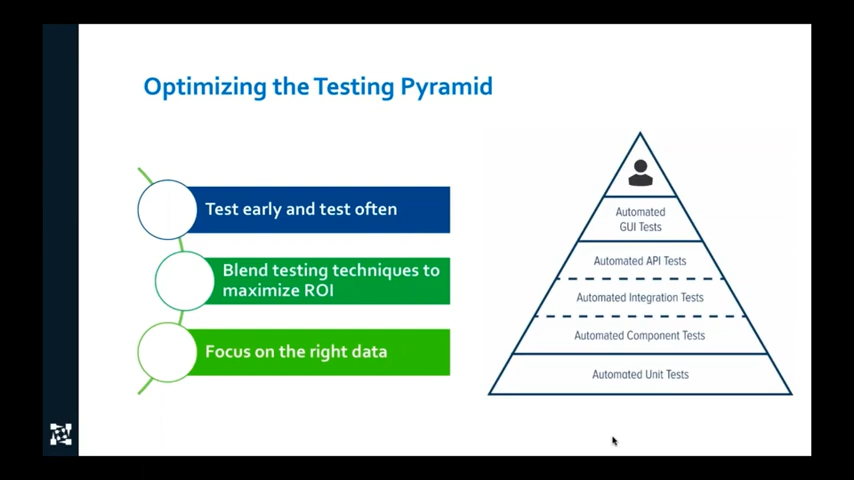 Optimizing the Testing Pyramid
Test early and test often
Blend testing techniques to
maximize ROI
Focus on the right data
Automated
GUI Tests
Automated API Tests
Automated Integration Tests
Automated Component Tests
Automated Unit Tests